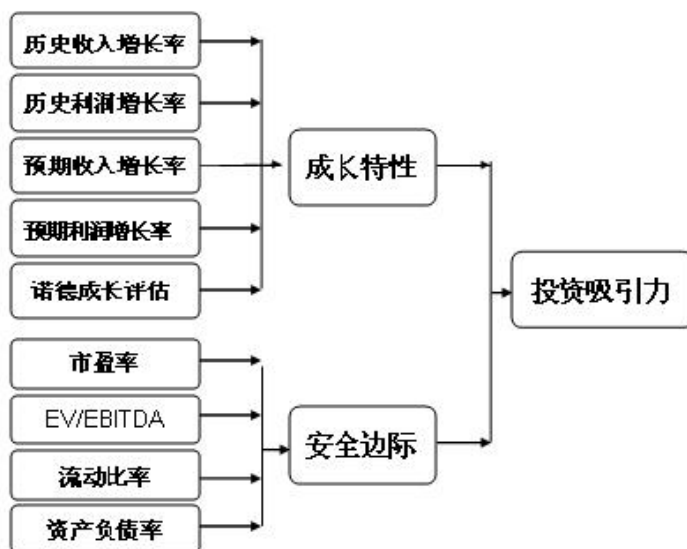 历史收入增长率
历史利润增长率
预期收入增长率
预期利润增长率
诺德成长评估
成长特性
市盈率
EV/EBITDA
流动比率
资产负债率
安全边际
投资吸引力